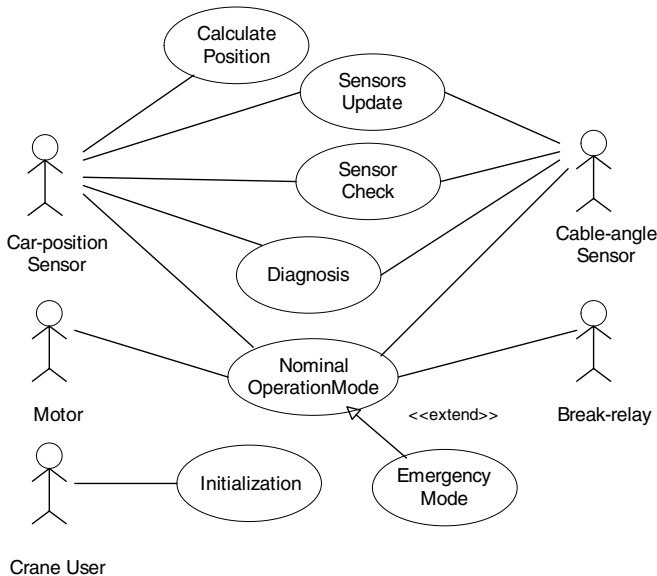 Calculate
Position
Sensors
Update
Sensor
Check
Car-position
Sensor
Cable-angle
Sensor
Diagnosis
Nominal
OperationMode
Motor
<<extend>>
Break-relay
Initialization
Emergency
Mode
Crane User